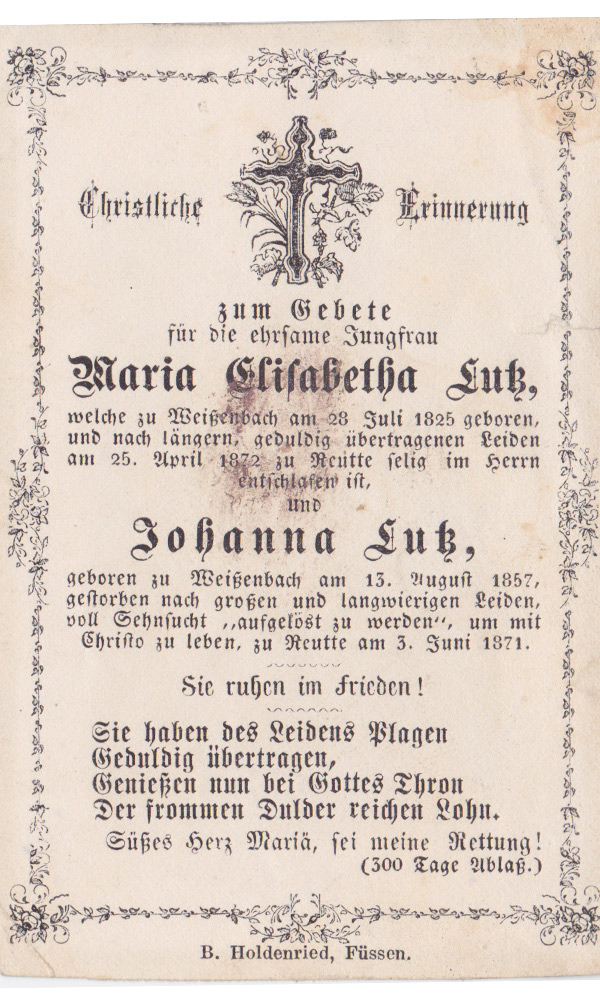 Christliche Erinnerung
zum Gebete
für die ehrsame Jungfrau
Maria Elisabetha Lutz,
welche zu Weißenbach am 28 Juli 1825 geboren,
und nach längern, geduldig übertragenen Leiden
am 25. April 1872 zu Reutte selig im Herrn
entschlafen ist,
und
Johanna Lutz,
geboren zu Weißenbach am 13. August 1857,
gestorben nach großen und langwierigen Leiden,
voll Sehnsucht „aufgelöst zu werden“, um mit
Christo zu leben, zu Reutte am 3. Juni 1871.
Sie ruhen im Frieden!
Sie haben des Leidens Plagen
Geduldig übertragen,
Genießen nun bei Gottes Thron
Der frommen Dulder reichen Lohn.
Süßes Herz Mariä, sei meine Rettung!
(300 Tage Ablaß.)
B. Holdenried, Füssen.